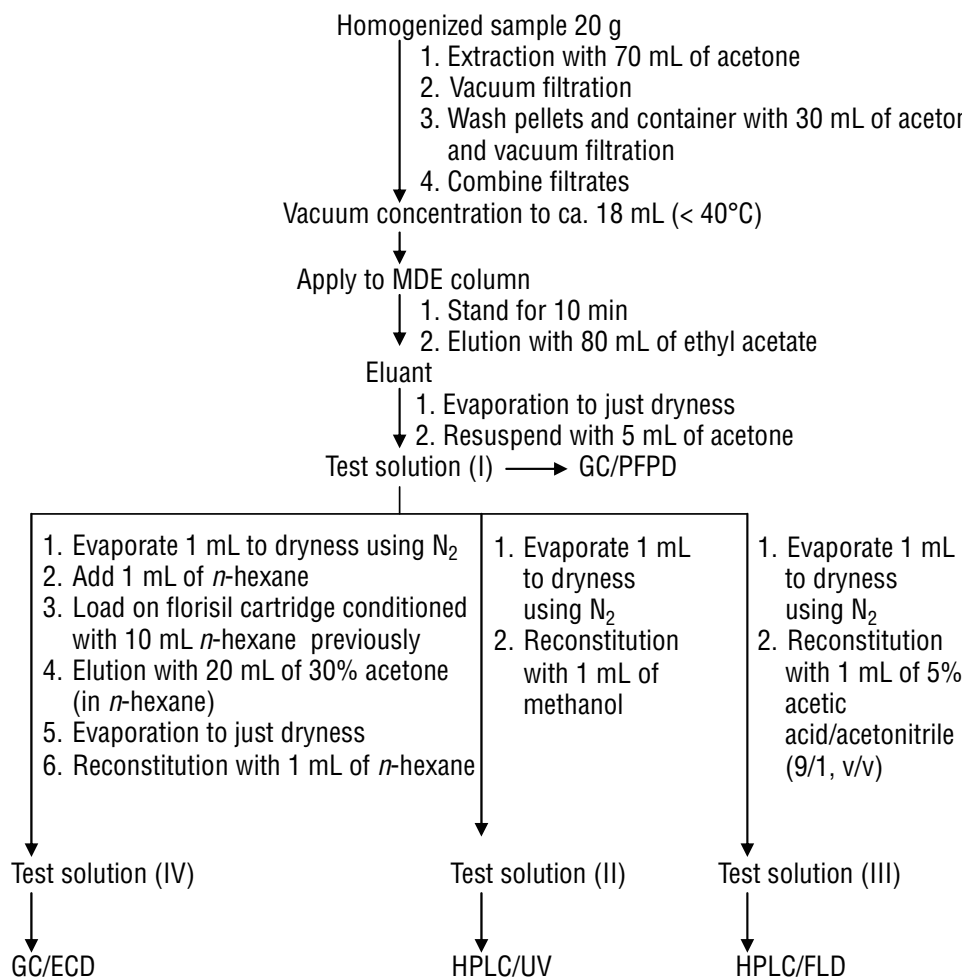 Homogenized sample 20 g
1. Extraction with 70 mL of acetone
2. Vacuum filtration
3. Wash pellets and container with 30 mL of aceton
and vacuum filtration
4. Combine filtrates
Vacuum concentration to ca. 18 mL (< 40°C)
Apply to MDE column
1. Stand for 10 min
2. Elution with 80 mL of ethyl acetate
Eluant
1. Evaporation to just dryness
2. Resuspend with 5 mL of acetone
Test solution (I) → GC/PFPD
1. Evaporate 1 mL to dryness using N₂
2. Add 1 mL of n-hexane
3. Load on florisil cartridge conditioned
with 10 mL n-hexane previously
4. Elution with 20 mL of 30% acetone
(in n-hexane)
5. Evaporation to just dryness
6. Reconstitution with 1 mL of n-hexane
1. Evaporate 1 mL
to dryness
using N₂
2. Reconstitution
with 1 mL of
methanol
1. Evaporate 1 mL
to dryness
using N₂
2. Reconstitution
with 1 mL of 5%
acetic
acid/acetonitrile
(9/1, v/v)
Test solution (IV)
Test solution (II)
Test solution (III)
GC/ECD
HPLC/UV
HPLC/FLD